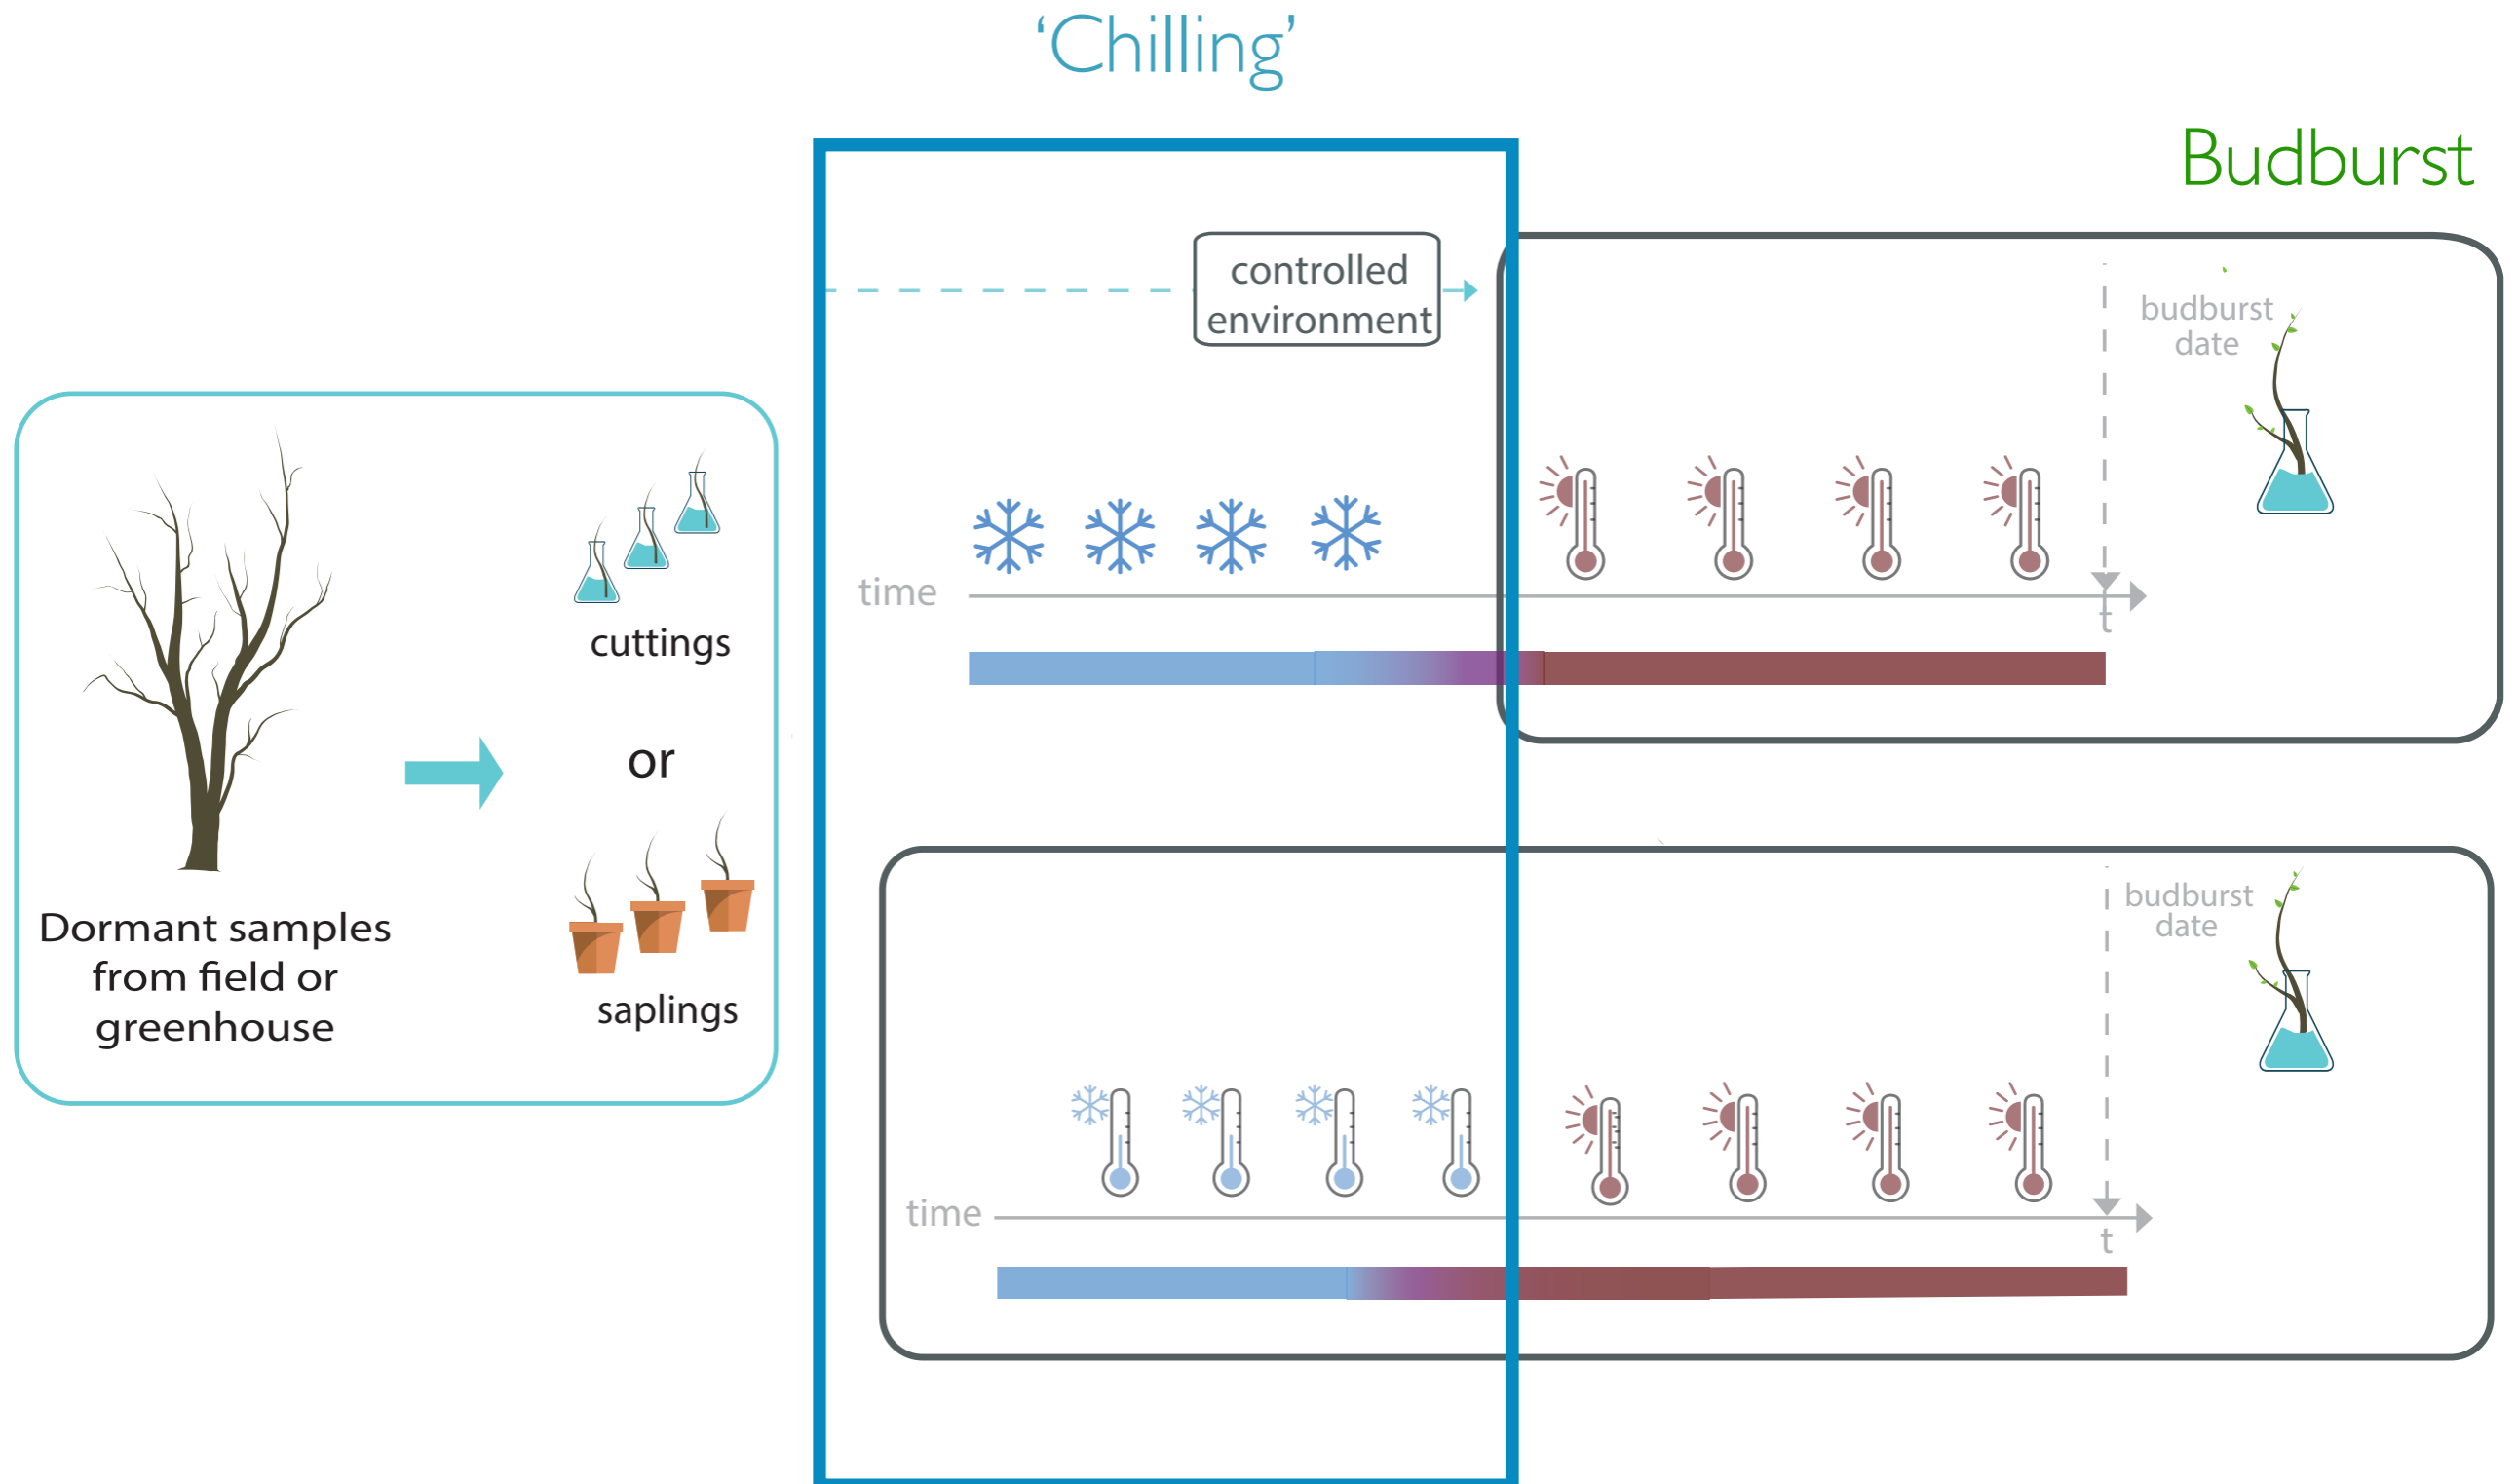 ‘Chilling’
Budburst
controlled
environment
budburst
date
time
t
cuttings
or
saplings
Dormant samples
from field or
greenhouse
budburst
date
time
t